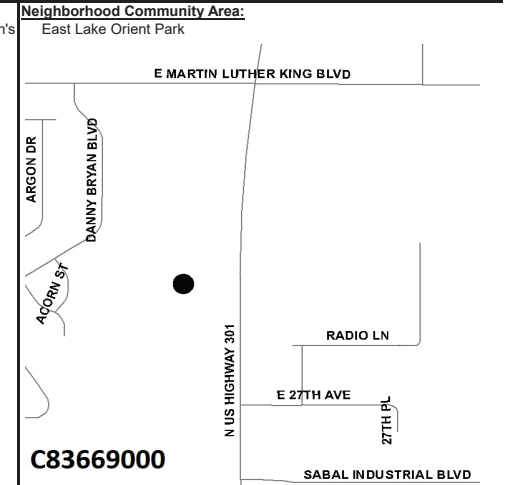 Neighborhood Community Area:
n's
East Lake Orient Park
E MARTIN LUTHER KING BLVD
ARGON DR
DANNY BRYAN BLVD
ACORN ST
N US HIGHWAY 301
RADIO LN
E 27TH AVE
27TH PL
C83669000
SABAL INDUSTRIAL BLVD